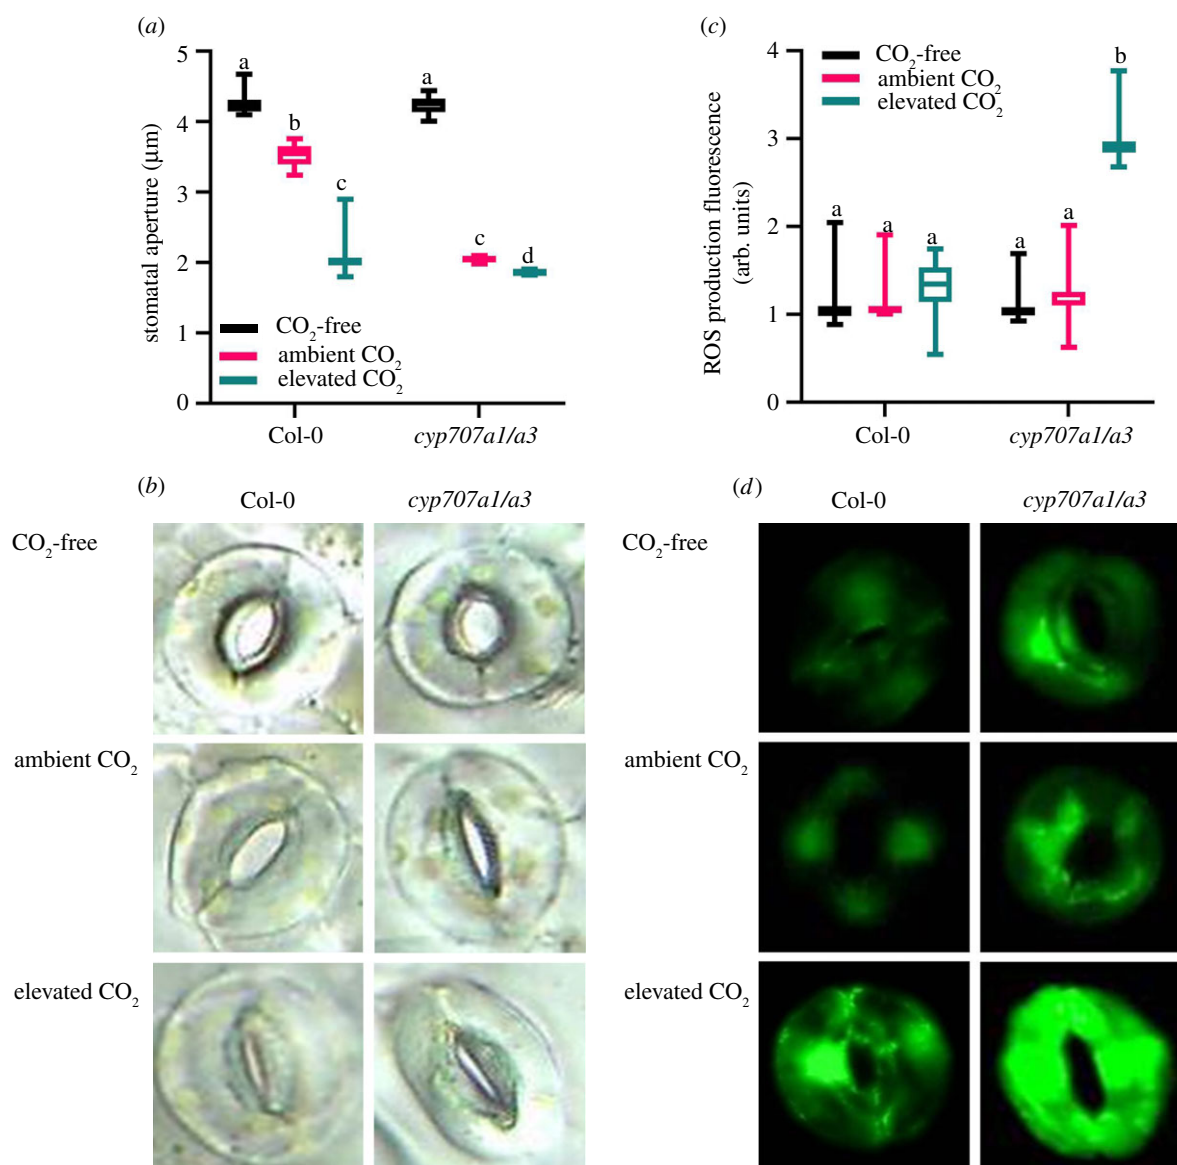 (a)
stomatal aperture (µm)
5
4
3
2
1
0
a
b
c
a
c
d
CO2-free
ambient CO2
elevated CO2
Col-0
cyp707a1/a3
(c)
ROS production fluorescence
(arb. units)
4
3
2
1
0
CO2-free
ambient CO2
elevated CO2
a
a
a
a
a
b
Col-0
cyp707a1/a3
(b)
Col-0
cyp707a1/a3
CO2-free
ambient CO2
elevated CO2
(d)
Col-0
cyp707a1/a3
CO2-free
ambient CO2
elevated CO2